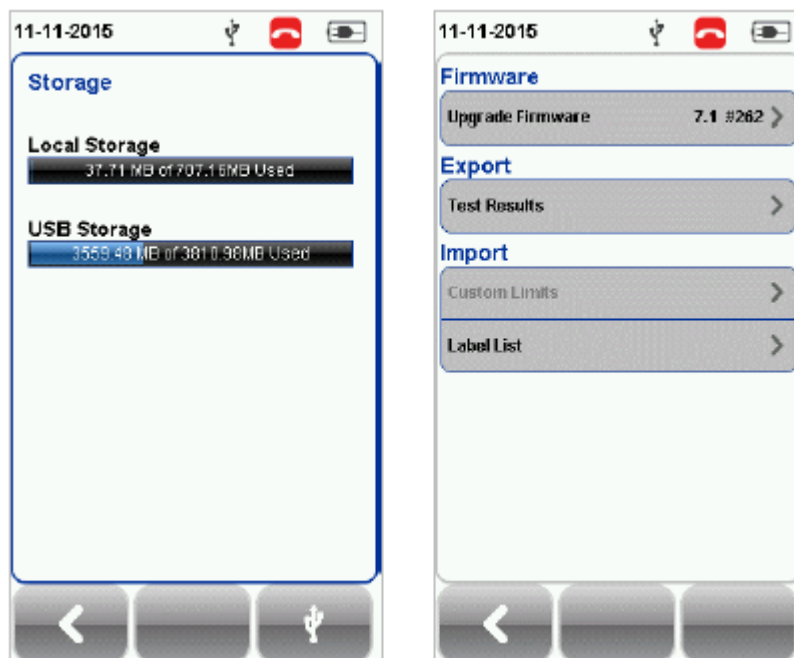 11-11-2015
Storage
Local Storage
37.71 MB of 707.16MB Used
USB Storage
3559.48 MB of 3810.98MB Used
11-11-2015
Firmware
Upgrade Firmware 7.1 #262
Export
Test Results
Import
Custom Limits
Label List